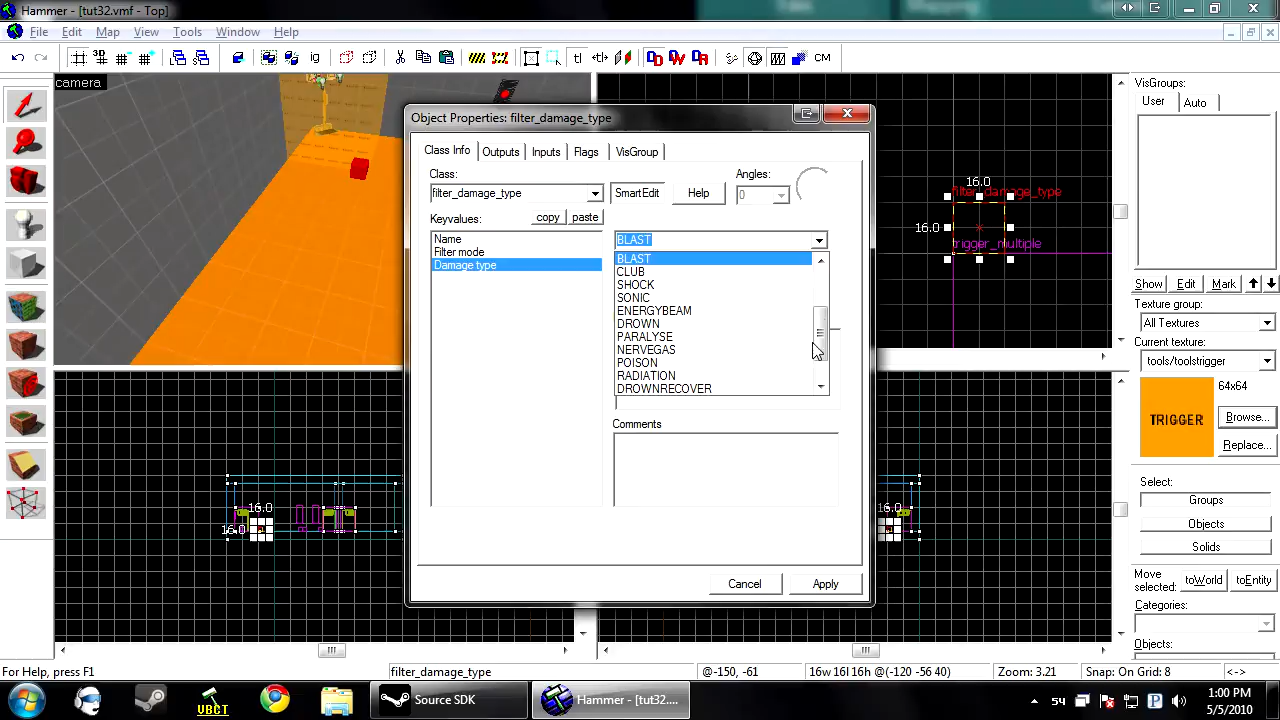 Hammer - [tut32.vmf - Top]
File Edit Map View Tools Window Help
3D ig tl CM
camera
Object Properties: filter_damage_type
Class Info Outputs Inputs Flags VisGroup
Class:
filter_damage_type
SmartEdit
Help
Angles:
0
Keyvalues:
copy
paste
Name
Filter mode
Damage type
BLAST
BLAST
CLUB
SHOCK
SONIC
ENERGYBEAM
DROWN
PARALYSE
NERVEGAS
POISON
RADIATION
DROWNRECOVER
Comments
Cancel
Apply
16.0
filter_damage_type
16.0
trigger_multiple
16.0
16.0
16.0
VisGroups:
User Auto
Show Edit Mark
Texture group:
All Textures
Current texture:
tools/toolstrigger
TRIGGER
64x64
Browse...
Replace...
Select:
Groups
Objects
Solids
Move
selected:
toWorld
toEntity
Categories:
Objects:
For Help, press F1
filter_damage_type
@-150, -61
16w 16l 16h @(-120 -56 40)
Zoom: 3.21
Snap: On Grid: 8
<->
VBCT
Source SDK
Hammer - [tut32....
54
1:00 PM
5/5/2010